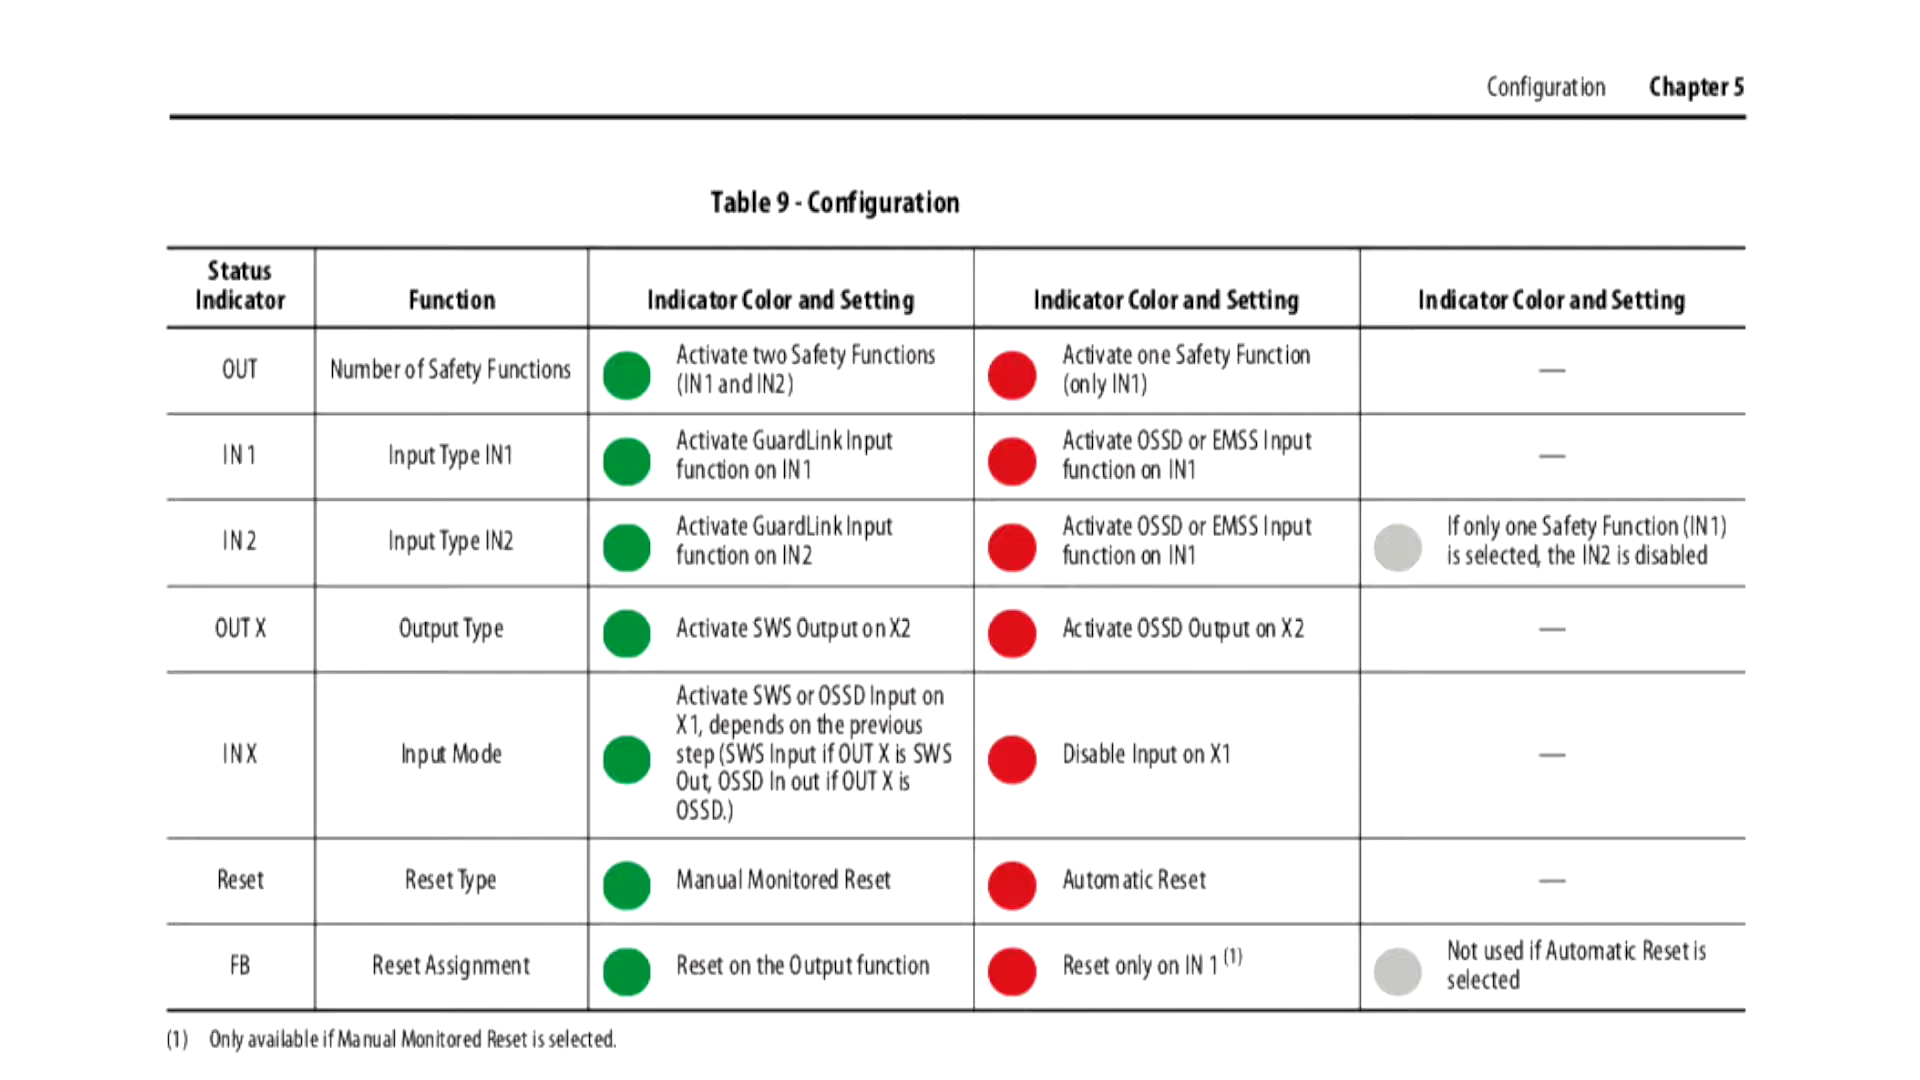 Configuration Chapter 5
Table 9 - Configuration
Status
Indicator Function Indicator Color and Setting Indicator Color and Setting Indicator Color and Setting
OUT Number of Safety Functions
Activate two Safety Functions
(IN1 and IN2)
Activate one Safety Function
(only IN1)
—
IN 1 Input Type IN1
Activate GuardLink Input
function on IN1
Activate OSSD or EMSS Input
function on IN1
—
IN 2 Input Type IN2
Activate GuardLink Input
function on IN2
Activate OSSD or EMSS Input
function on IN1
If only one Safety Function (IN1)
is selected, the IN2 is disabled
OUT X Output Type Activate SWS Output on X2 Activate OSSD Output on X2 —
IN X Input Mode
Activate SWS or OSSD Input on
X1, depends on the previous
step (SWS Input if OUT X is SWS
Out, OSSD In out if OUT X is
OSSD.)
Disable Input on X1
—
Reset Reset Type Manual Monitored Reset Automatic Reset —
FB Reset Assignment Reset on the Output function Reset only on IN 1 (1)
Not used if Automatic Reset is
selected
(1) Only available if Manual Monitored Reset is selected.